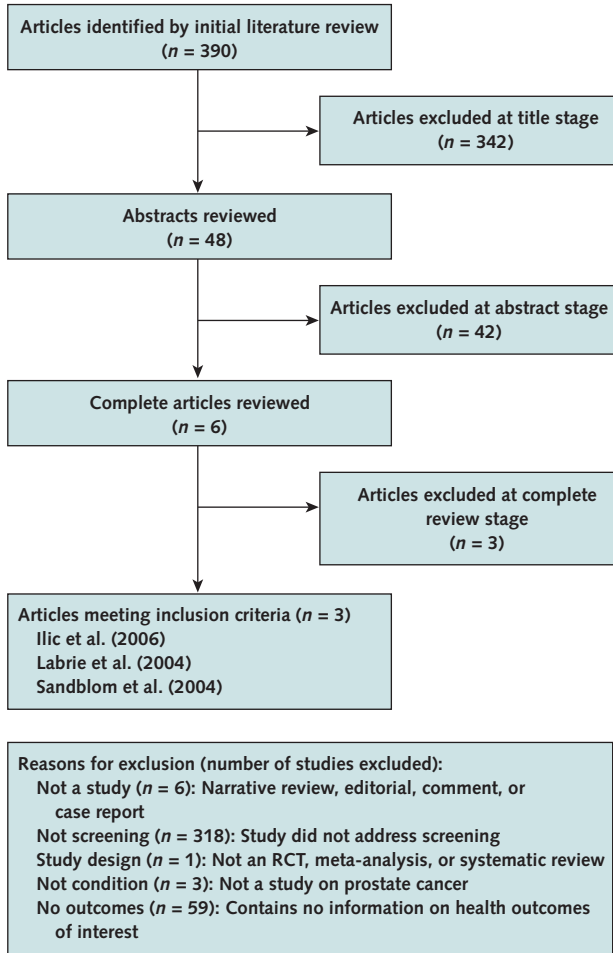 Articles identified by initial literature review
(n = 390)
Articles excluded at title stage
(n = 342)
Abstracts reviewed
(n = 48)
Articles excluded at abstract stage
(n = 42)
Complete articles reviewed
(n = 6)
Articles excluded at complete
review stage
(n = 3)
Articles meeting inclusion criteria (n = 3)
Ilic et al. (2006)
Labrie et al. (2004)
Sandblom et al. (2004)
Reasons for exclusion (number of studies excluded):
Not a study (n = 6): Narrative review, editorial, comment, or
case report
Not screening (n = 318): Study did not address screening
Study design (n = 1): Not an RCT, meta-analysis, or systematic review
Not condition (n = 3): Not a study on prostate cancer
No outcomes (n = 59): Contains no information on health outcomes
of interest